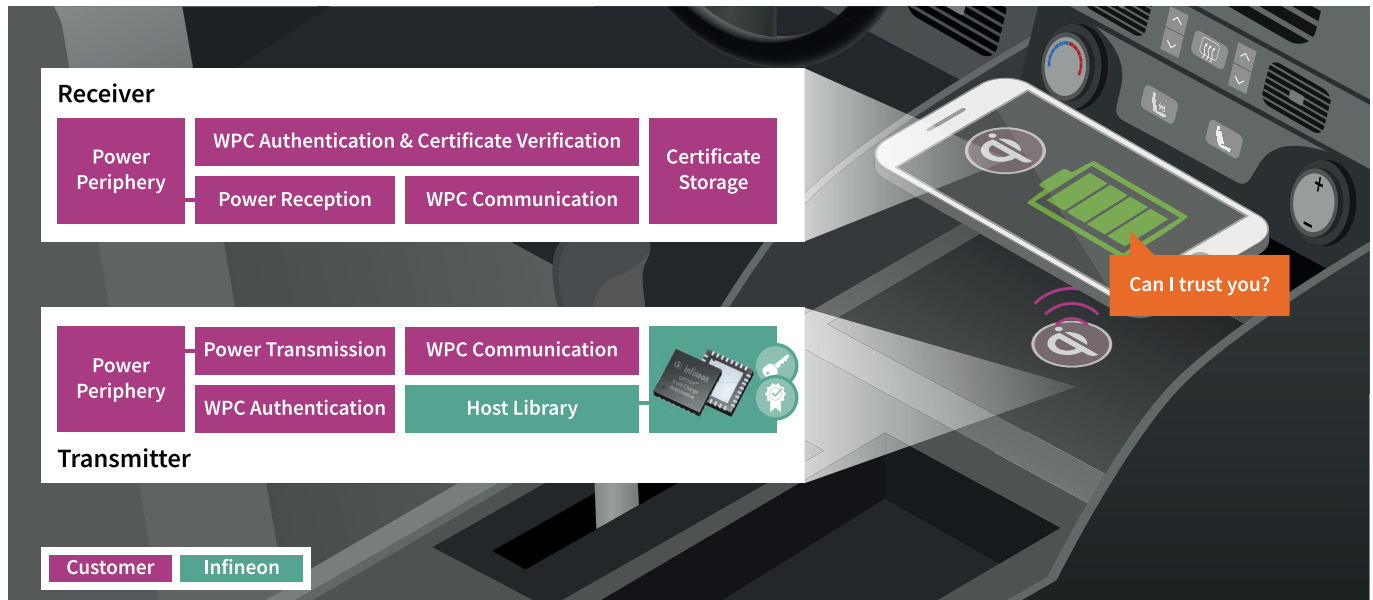 Receiver
Power
Periphery
WPC Authentication & Certificate Verification
Power Reception
WPC Communication
Certificate
Storage
Can I trust you?
Power
Periphery
Power Transmission
WPC Communication
WPC Authentication
Host Library
Infineon
Transmitter
Customer
Infineon